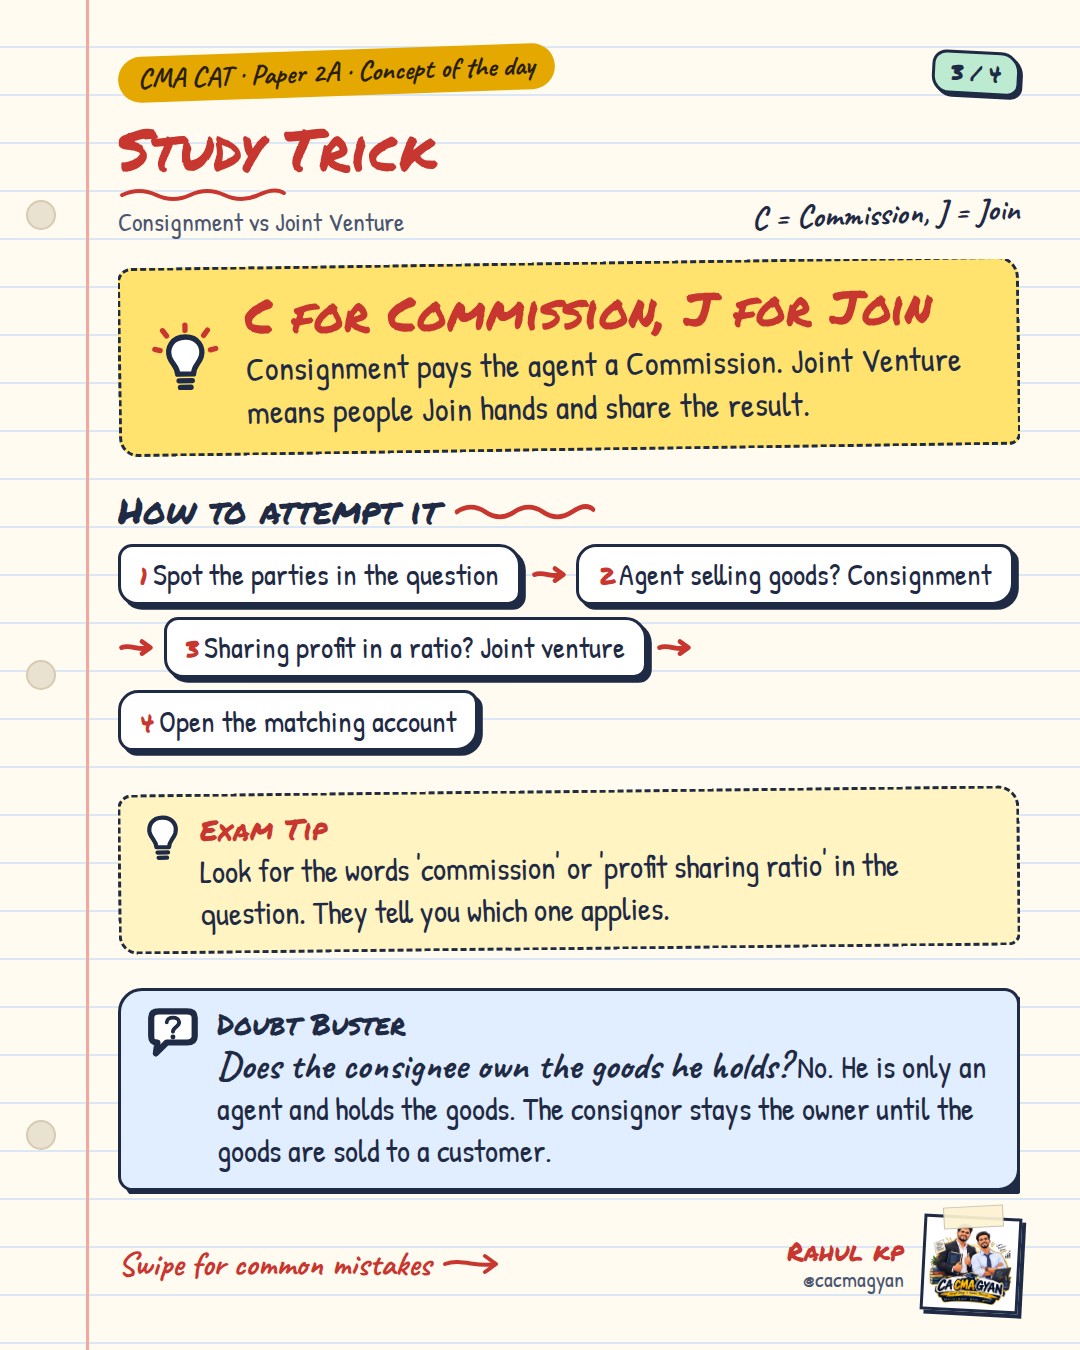 CMA CAT · Paper 2A · Concept of the day
3 / 4
Study Trick
Consignment vs Joint Venture
C = Commission, J = Join
C for Commission, J for Join
Consignment pays the agent a Commission. Joint Venture
means people Join hands and share the result.
How to attempt it
1 Spot the parties in the question
2 Agent selling goods? Consignment
3 Sharing profit in a ratio? Joint venture
4 Open the matching account
Exam Tip
Look for the words 'commission' or 'profit sharing ratio' in the
question. They tell you which one applies.
Doubt Buster
Does the consignee own the goods he holds? No. He is only an
agent and holds the goods. The consignor stays the owner until the
goods are sold to a customer.
Swipe for common mistakes
Rahul KP
@cacmagyan
CA CMA GYAN